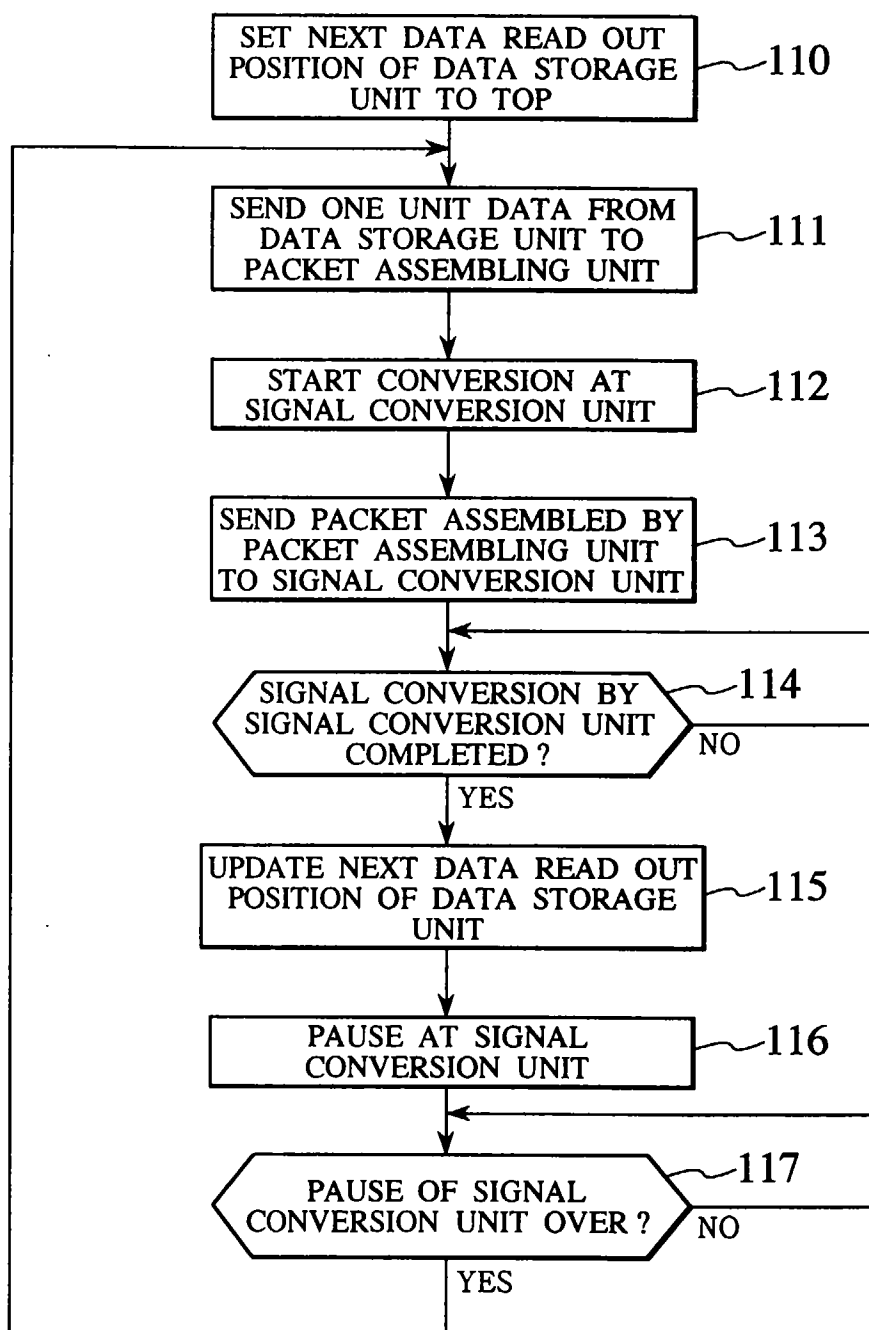 SET NEXT DATA READ OUT
POSITION OF DATA STORAGE
UNIT TO TOP
110
SEND ONE UNIT DATA FROM
DATA STORAGE UNIT TO
PACKET ASSEMBLING UNIT
111
START CONVERSION AT
SIGNAL CONVERSION UNIT
112
SEND PACKET ASSEMBLED BY
PACKET ASSEMBLING UNIT
TO SIGNAL CONVERSION UNIT
113
SIGNAL CONVERSION BY
SIGNAL CONVERSION UNIT
COMPLETED ?
114
NO
YES
UPDATE NEXT DATA READ OUT
POSITION OF DATA STORAGE
UNIT
115
PAUSE AT SIGNAL
CONVERSION UNIT
116
PAUSE OF SIGNAL
CONVERSION UNIT OVER ?
117
NO
YES